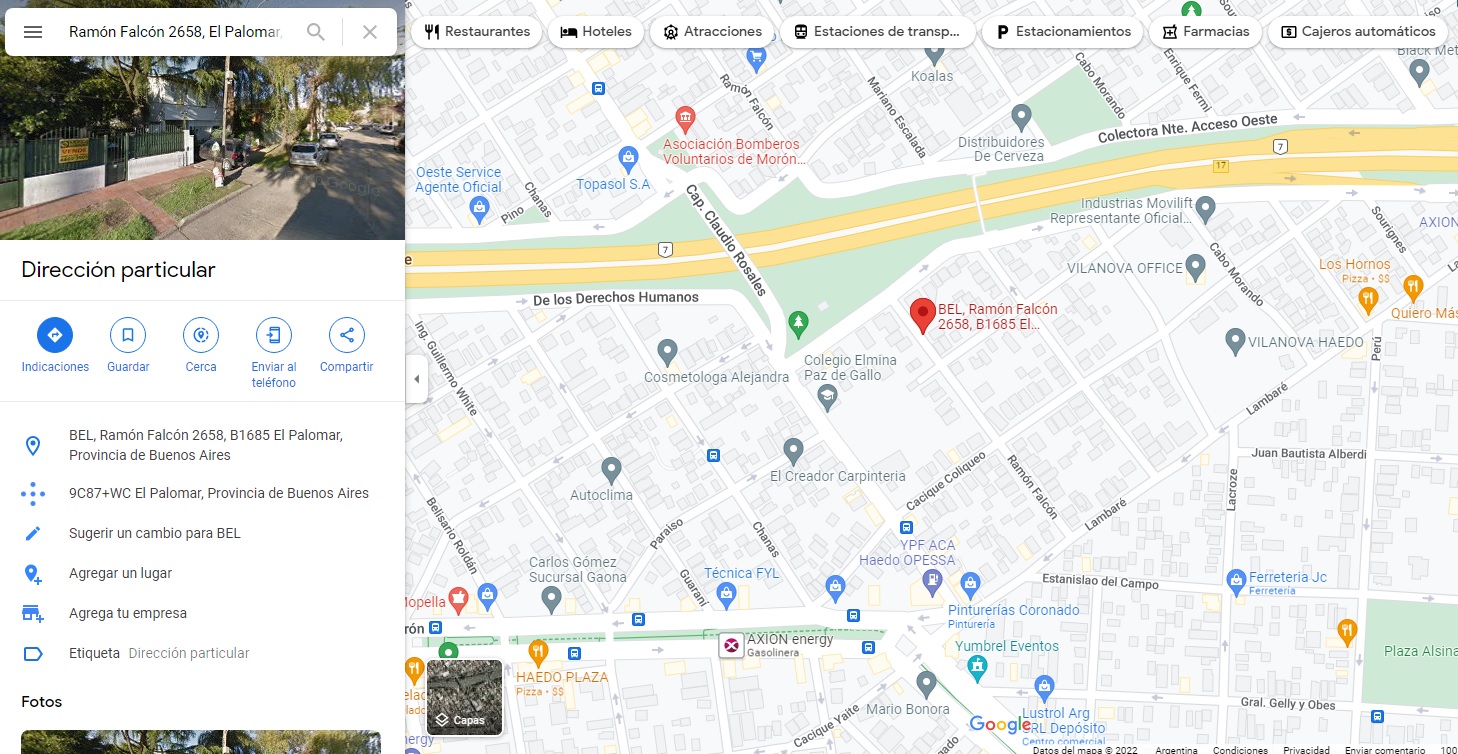 Ramón Falcón 2658, El Palomar,
VENDE
Google
Dirección particular
Indicaciones
Guardar
Cerca
Enviar al
teléfono
Compartir
BEL, Ramón Falcón 2658, B1685 El Palomar,
Provincia de Buenos Aires
9C87+WC El Palomar, Provincia de Buenos Aires
Sugerir un cambio para BEL
Agregar un lugar
Agrega tu empresa
Etiqueta Dirección particular
Fotos
Restaurantes
Hoteles
Atracciones
Estaciones de transp...
Estacionamientos
Farmacias
Cajeros automáticos
Black Met
Koalas
Ramón Falcón
Mariano Escalada
Cabo Morando
Enrique Fermi
Colectora Nte. Acceso Oeste
7
17
Asociación Bomberos
Voluntarios de Morón...
Distribuidores
De Cerveza
Oeste Service
Agente Oficial
Topasol S.A
Chanas
Pino
Cap. Claudio Rosales
Industrias Movilift
Representante Oficial...
Sourignes
AXION
7
e
VILANOVA OFFICE
Cabo Morando
Los Hornos
Pizza • $$
Quiero Más
De los Derechos Humanos
BEL, Ramón Falcón
2658, B1685 El...
Ing. Guillermo White
VILANOVA HAEDO
Perú
Cosmetologa Alejandra
Colegio Elmina
Paz de Gallo
Lambaré
Juan Bautista Alberdi
El Creador Carpinteria
Cacique Coliqueo
Ramón Falcón
Lacroze
Autoclima
Belisario Roldán
Paraíso
Chanas
Lambaré
YPF ACA
Haedo OPESSA
Carlos Gómez
Sucursal Gaona
Guaraní
Técnica FYL
Estanislao del Campo
Ferretería Jc
Ferretería
Mopella
Pinturerías Coronado
Pinturería
rón
AXION energy
Gasolinera
Yumbrel Eventos
Plaza Alsina
HAEDO PLAZA
Pizza • $$
Capas
Mario Bonora
Cacique Yaite
Gral. Gelly y Obes
Lustrol Arg
SRL Depósito
Centro comercial
nergy
Google
Datos del mapa © 2022
Argentina
Condiciones
Privacidad
Enviar comentario
100